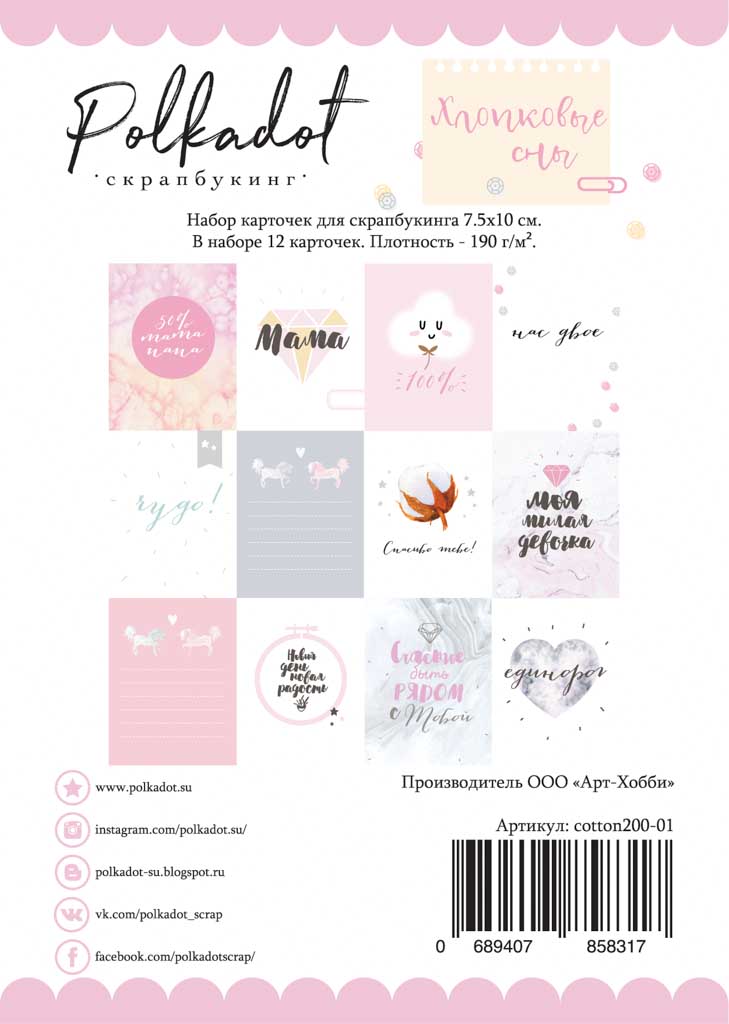 Polkadot
·скрапбукинг·
Хлопковые
сны
Набор карточек для скрапбукинга 7.5х10 см.
В наборе 12 карточек. Плотность - 190 г/м².
50%
мама
папа
Мама
100%
нас двое
чудо!
Спасибо тебе!
Моя
милая
девочка
Новый
день новая
радость
Счастье
быть
РЯДОМ
с Тобой
единорог
www.polkadot.su
instagram.com/polkadot.su/
polkadot-su.blogspot.ru
vk.com/polkadot_scrap
facebook.com/polkadotscrap/
Производитель ООО «Арт-Хобби»
Артикул: cotton200-01
0 689407 858317